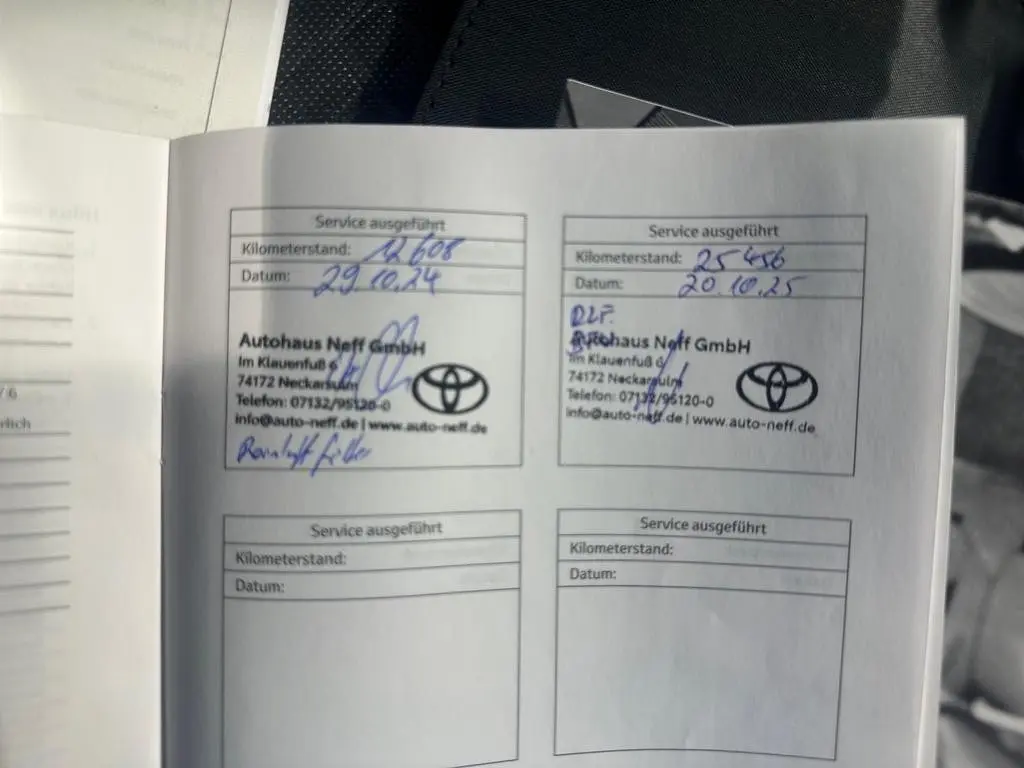 Service ausgeführt
Kilometerstand: 12 608
Datum: 29.10.24
Autohaus Neff GmbH
Im Klauenfuß 6
74172 Neckarsulm
Telefon: 07132/95120-0
info@auto-neff.de | www.auto-neff.de
Service ausgeführt
Kilometerstand: 25 456
Datum: 20.10.25
Autohaus Neff GmbH
Im Klauenfuß 6
74172 Neckarsulm
Telefon: 07132/95120-0
info@auto-neff.de | www.auto-neff.de
Service ausgeführt
Kilometerstand:
Datum:
Service ausgeführt
Kilometerstand:
Datum: